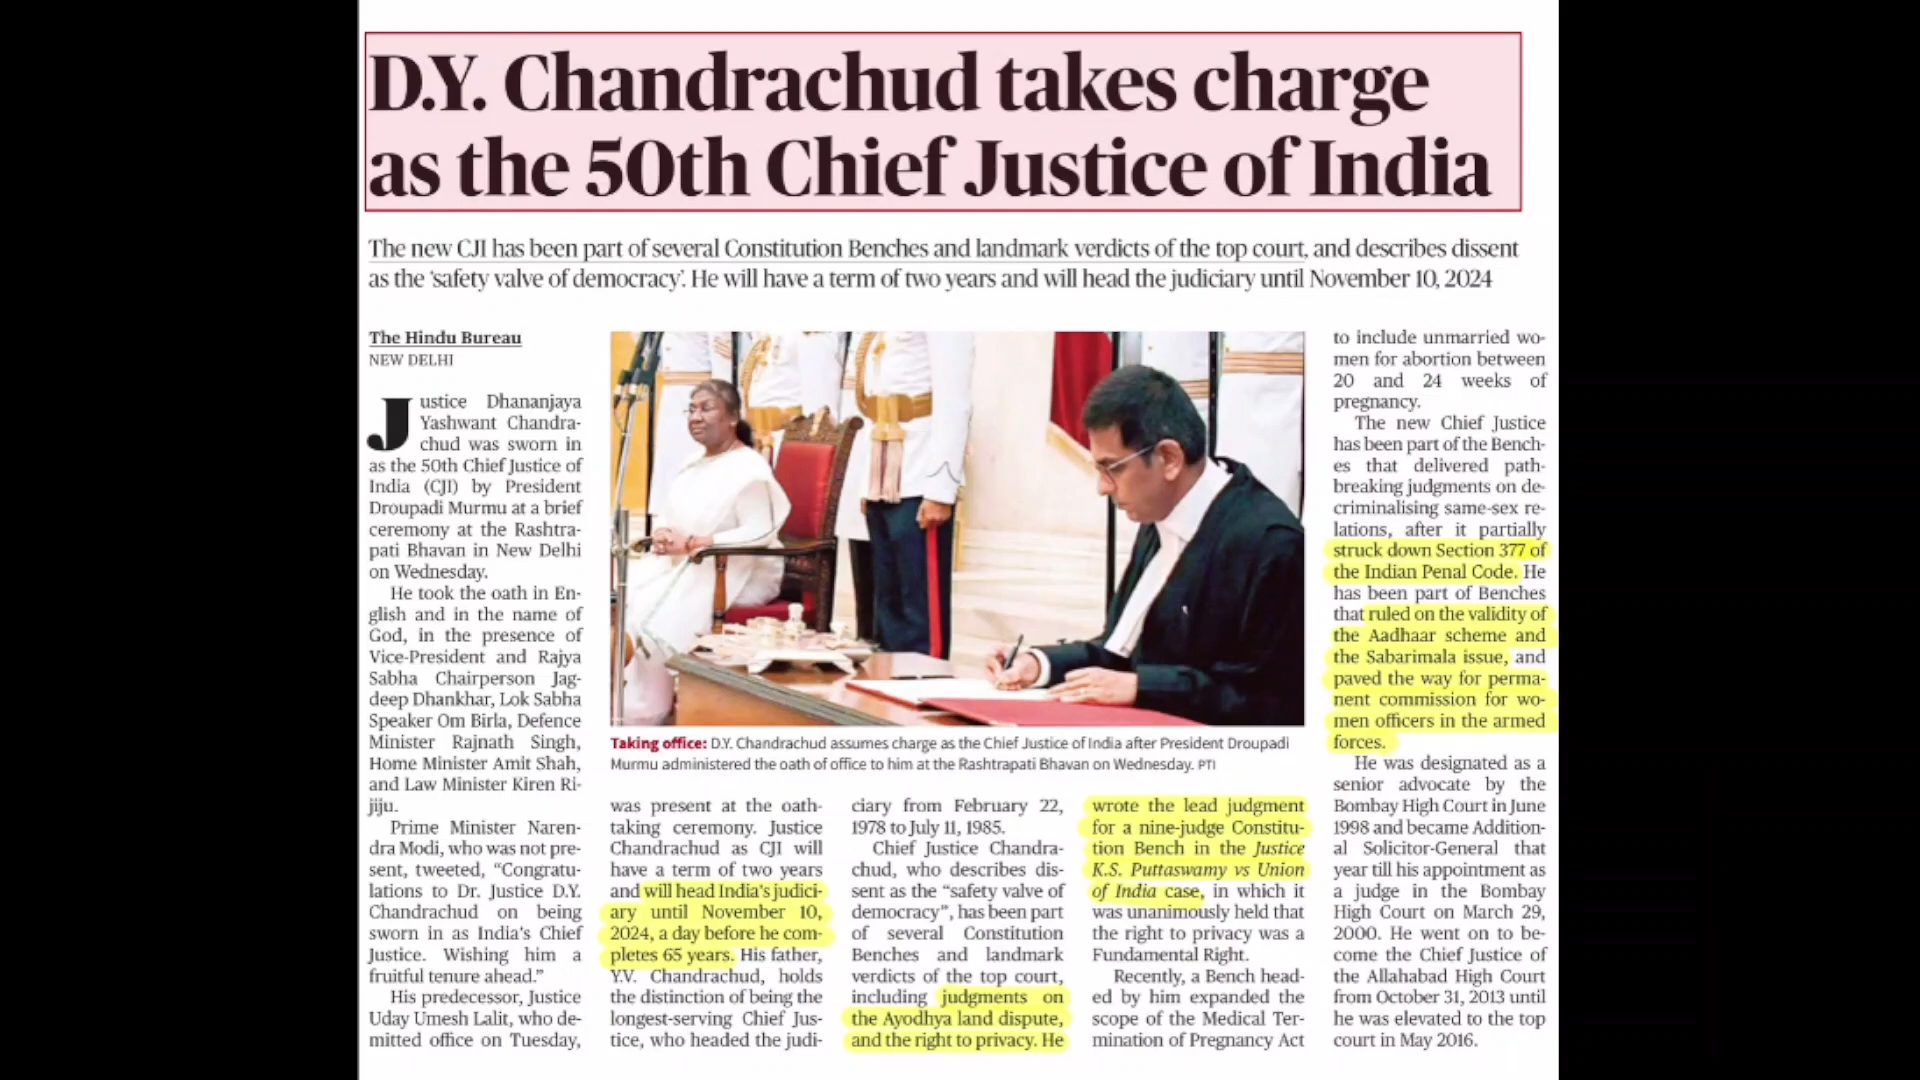 D.Y. Chandrachud takes charge
as the 50th Chief Justice of India
The new CJI has been part of several Constitution Benches and landmark verdicts of the top court, and describes dissent
as the ‘safety valve of democracy’. He will have a term of two years and will head the judiciary until November 10, 2024
The Hindu Bureau
NEW DELHI
Justice Dhananjaya
Yashwant Chandra-
chud was sworn in
as the 50th Chief Justice of
India (CJI) by President
Droupadi Murmu at a brief
ceremony at the Rashtra-
pati Bhavan in New Delhi
on Wednesday.
He took the oath in En-
glish and in the name of
God, in the presence of
Vice-President and Rajya
Sabha Chairperson Jag-
deep Dhankhar, Lok Sabha
Speaker Om Birla, Defence
Minister Rajnath Singh,
Home Minister Amit Shah,
and Law Minister Kiren Ri-
jiju.
Prime Minister Naren-
dra Modi, who was not pre-
sent, tweeted, “Congratu-
lations to Dr. Justice D.Y.
Chandrachud on being
sworn in as India’s Chief
Justice. Wishing him a
fruitful tenure ahead.”
His predecessor, Justice
Uday Umesh Lalit, who de-
mitted office on Tuesday,
Taking office: D.Y. Chandrachud assumes charge as the Chief Justice of India after President Droupadi
Murmu administered the oath of office to him at the Rashtrapati Bhavan on Wednesday. PTI
was present at the oath-
taking ceremony. Justice
Chandrachud as CJI will
have a term of two years
and will head India’s judici-
ary until November 10,
2024, a day before he com-
pletes 65 years. His father,
Y.V. Chandrachud, holds
the distinction of being the
longest-serving Chief Jus-
tice, who headed the judi-
ciary from February 22,
1978 to July 11, 1985.
Chief Justice Chandra-
chud, who describes dis-
sent as the “safety valve of
democracy”, has been part
of several Constitution
Benches and landmark
verdicts of the top court,
including judgments on
the Ayodhya land dispute,
and the right to privacy. He
wrote the lead judgment
for a nine-judge Constitu-
tion Bench in the Justice
K.S. Puttaswamy vs Union
of India case, in which it
was unanimously held that
the right to privacy was a
Fundamental Right.
Recently, a Bench head-
ed by him expanded the
scope of the Medical Ter-
mination of Pregnancy Act
to include unmarried wo-
men for abortion between
20 and 24 weeks of
pregnancy.
The new Chief Justice
has been part of the Bench-
es that delivered path-
breaking judgments on de-
criminalising same-sex re-
lations, after it partially
struck down Section 377 of
the Indian Penal Code. He
has been part of Benches
that ruled on the validity of
the Aadhaar scheme and
the Sabarimala issue, and
paved the way for perma-
nent commission for wo-
men officers in the armed
forces.
He was designated as a
senior advocate by the
Bombay High Court in June
1998 and became Addition-
al Solicitor-General that
year till his appointment as
a judge in the Bombay
High Court on March 29,
2000. He went on to be-
come the Chief Justice of
the Allahabad High Court
from October 31, 2013 until
he was elevated to the top
court in May 2016.